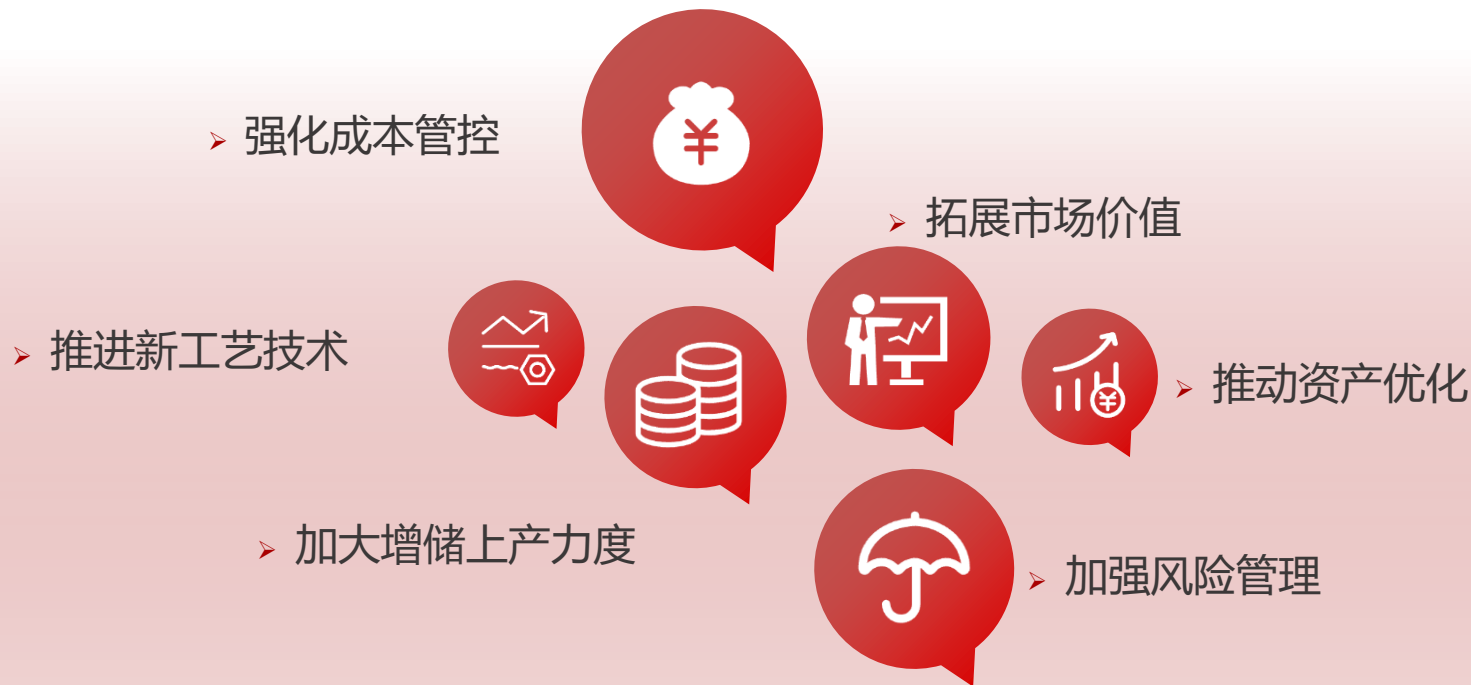 强化成本管控
拓展市场价值
推进新工艺技术
推动资产优化
加大增储上产力度
加强风险管理